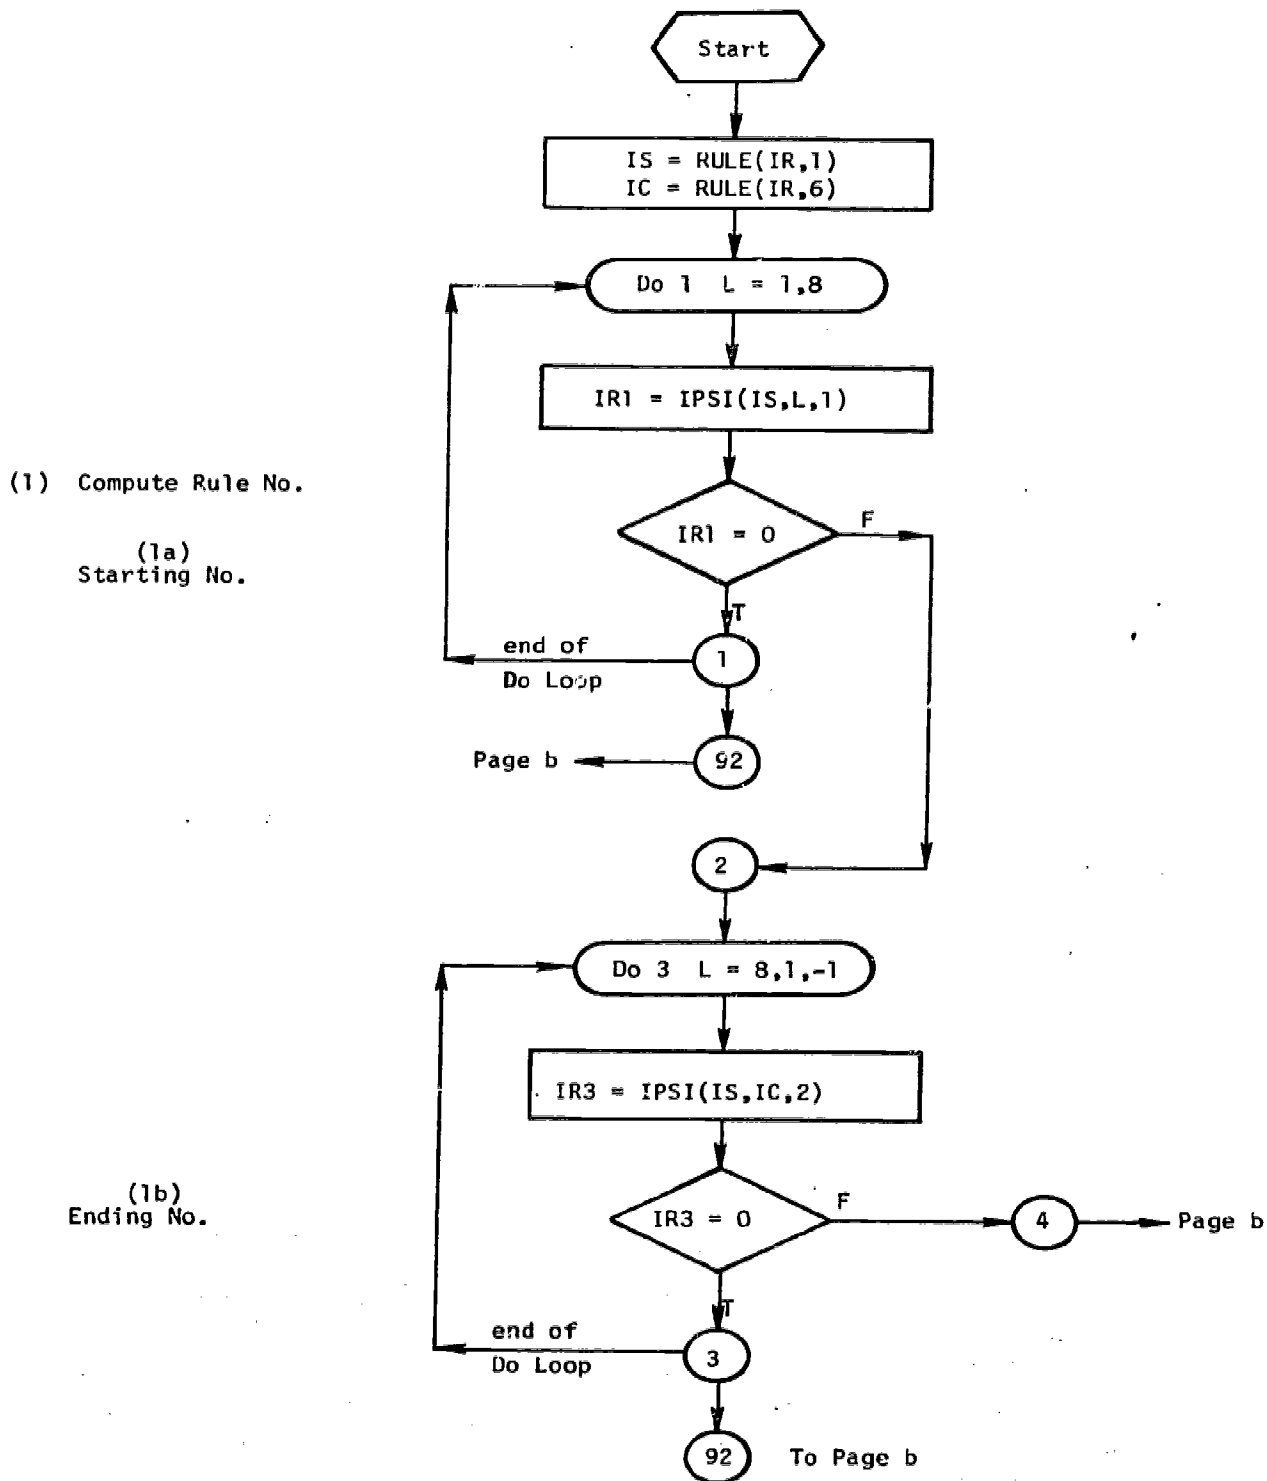 Start
IS = RULE(IR,1)
IC = RULE(IR,6)
Do 1 L = 1,8
IR1 = IPSI(IS,L,1)
(1) Compute Rule No.
IR1 = 0
F
(1a)
Starting No.
T
end of
1
Do Loop
Page b
92
2
Do 3 L = 8,1,-1
IR3 = IPSI(IS,IC,2)
(1b)
Ending No.
IR3 = 0
F
4
Page b
T
end of
3
Do Loop
92
To Page b